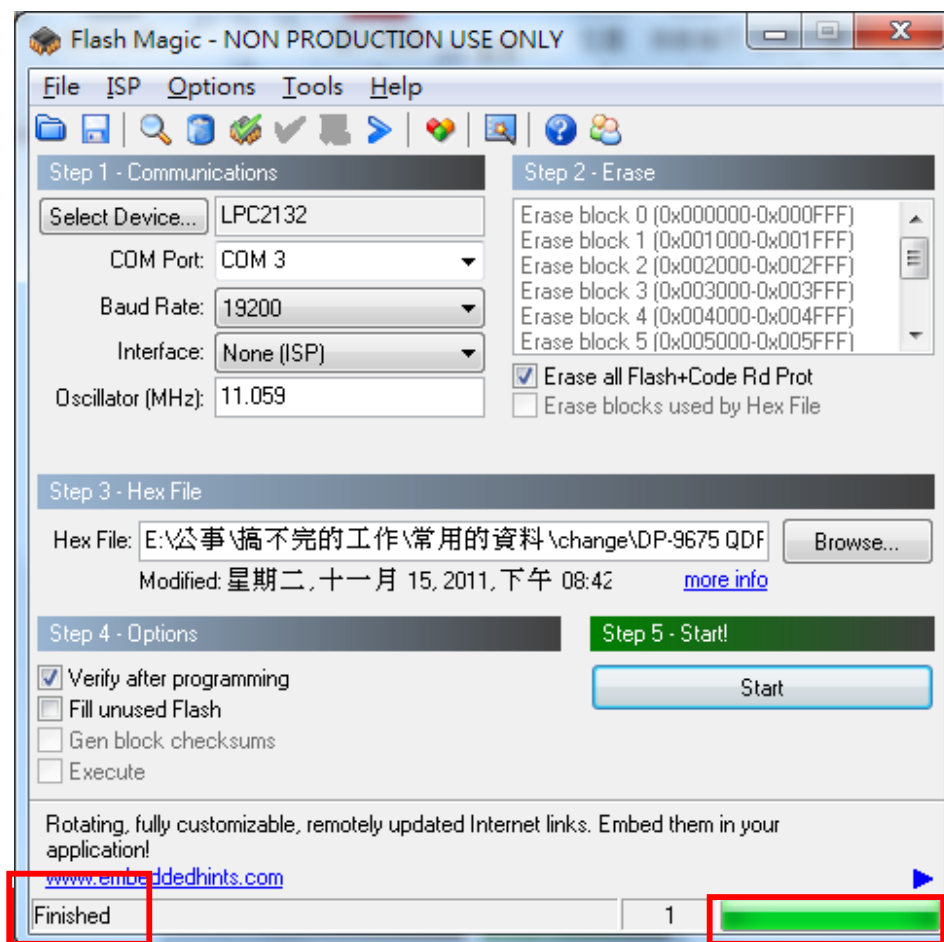 Flash Magic - NON PRODUCTION USE ONLY
File ISP Options Tools Help
Step 1 - Communications
Select Device... LPC2132
COM Port: COM 3
Baud Rate: 19200
Interface: None (ISP)
Oscillator (MHz): 11.059
Step 2 - Erase
Erase block 0 (0x000000-0x000FFF)
Erase block 1 (0x001000-0x001FFF)
Erase block 2 (0x002000-0x002FFF)
Erase block 3 (0x003000-0x003FFF)
Erase block 4 (0x004000-0x004FFF)
Erase block 5 (0x005000-0x005FFF)
Erase all Flash+Code Rd Prot
Erase blocks used by Hex File
Step 3 - Hex File
Hex File: E:\公事\搞不完的工作\常用的資料\change\DP-9675 QDF Browse...
Modified: 星期二, 十一月 15, 2011, 下午 08:42 more info
Step 4 - Options
Verify after programming
Fill unused Flash
Gen block checksums
Execute
Step 5 - Start!
Start
Rotating, fully customizable, remotely updated Internet links. Embed them in your
application!
www.embeddedhints.com
Finished 1